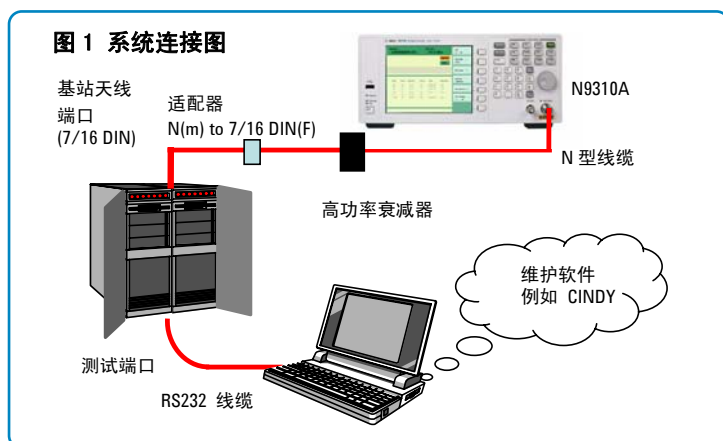 图 1 系统连接图
基站天线
端口
(7/16 DIN)
适配器
N(m) to 7/16 DIN(F)
N9310A
N 型线缆
高功率衰减器
维护软件
例如 CINDY
测试端口
RS232 线缆